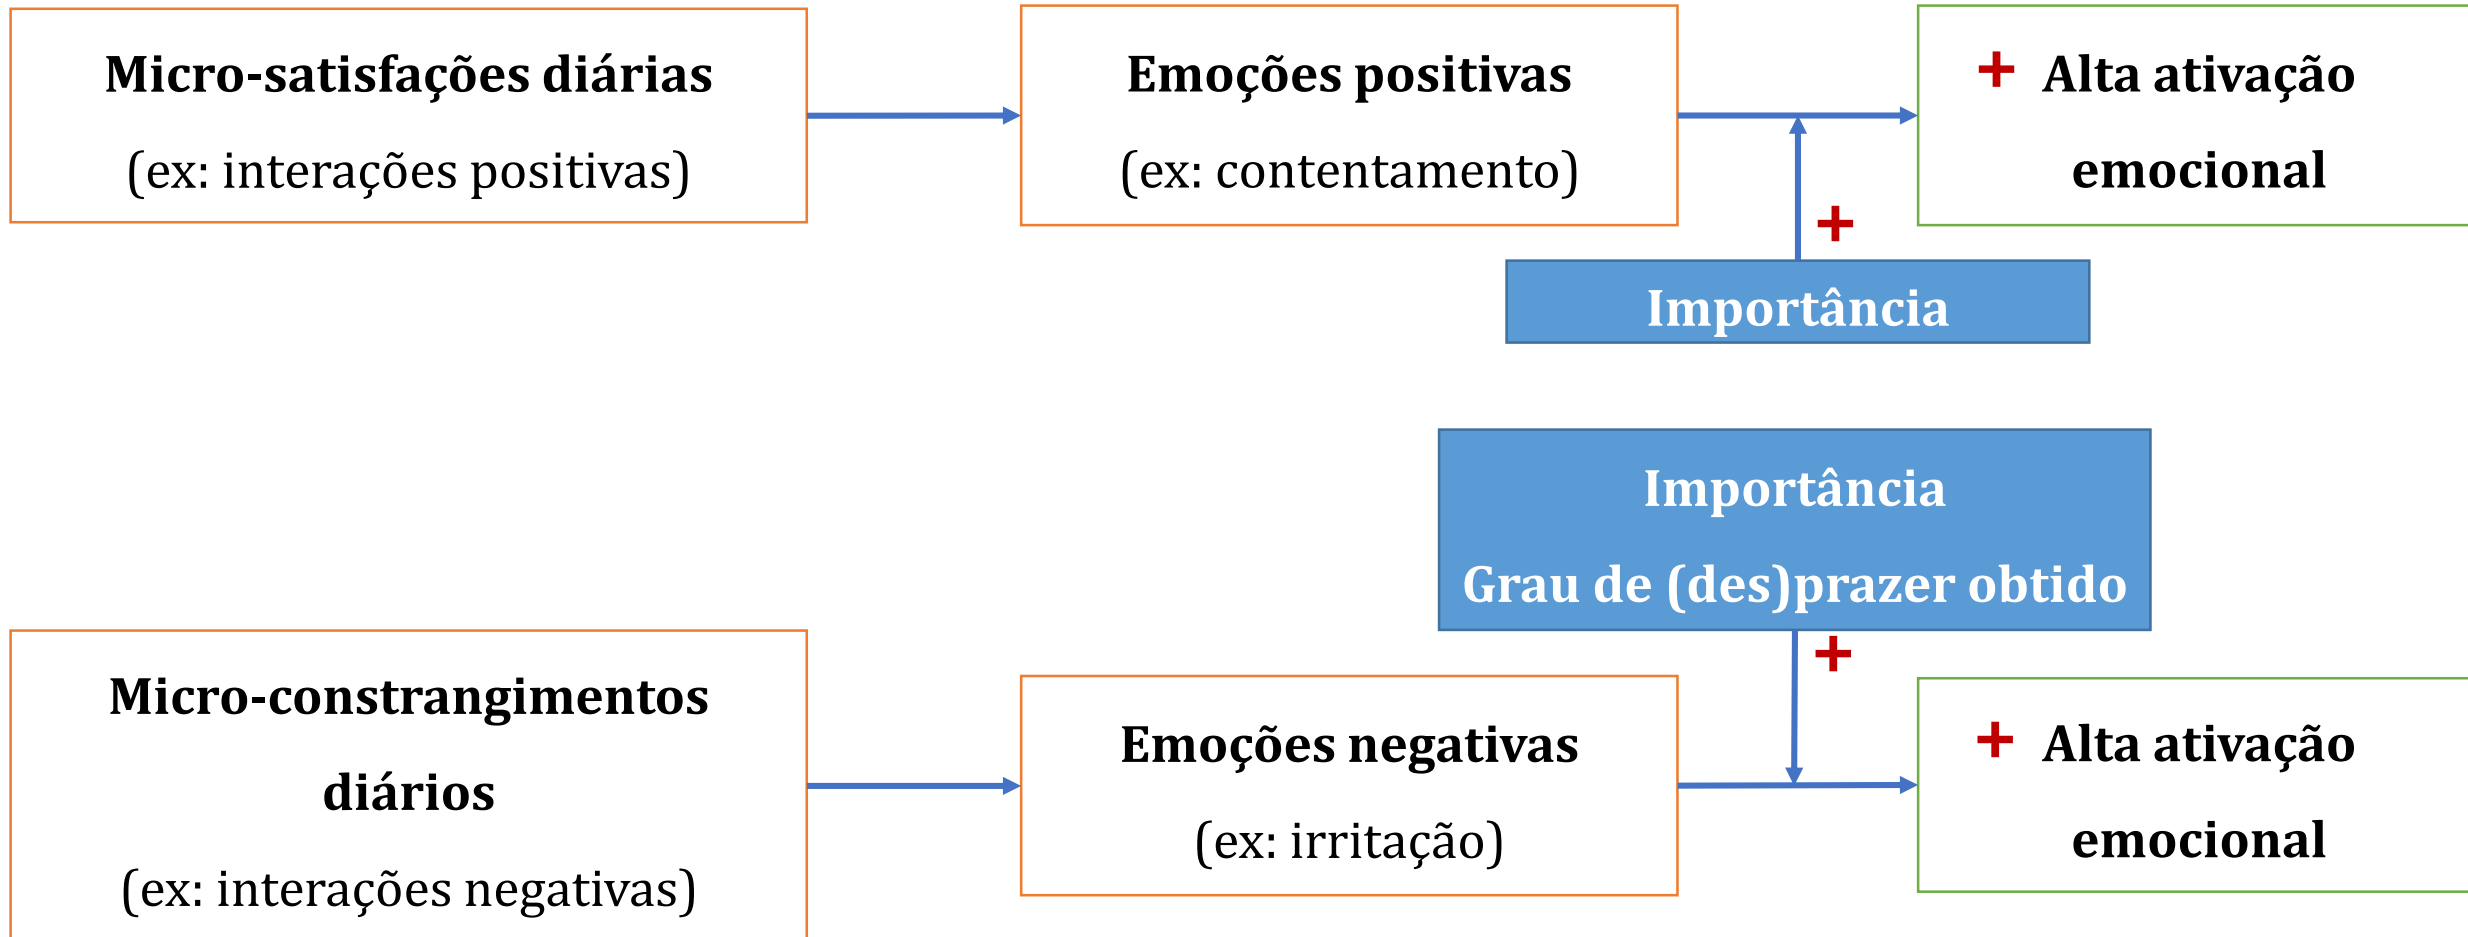 Micro-satisfações diárias
(ex: interações positivas)
Emoções positivas
(ex: contentamento)
+ Alta ativação
emocional
+
Importância
Importância
Grau de (des)prazer obtido
+
Micro-constrangimentos
diários
(ex: interações negativas)
Emoções negativas
(ex: irritação)
+ Alta ativação
emocional